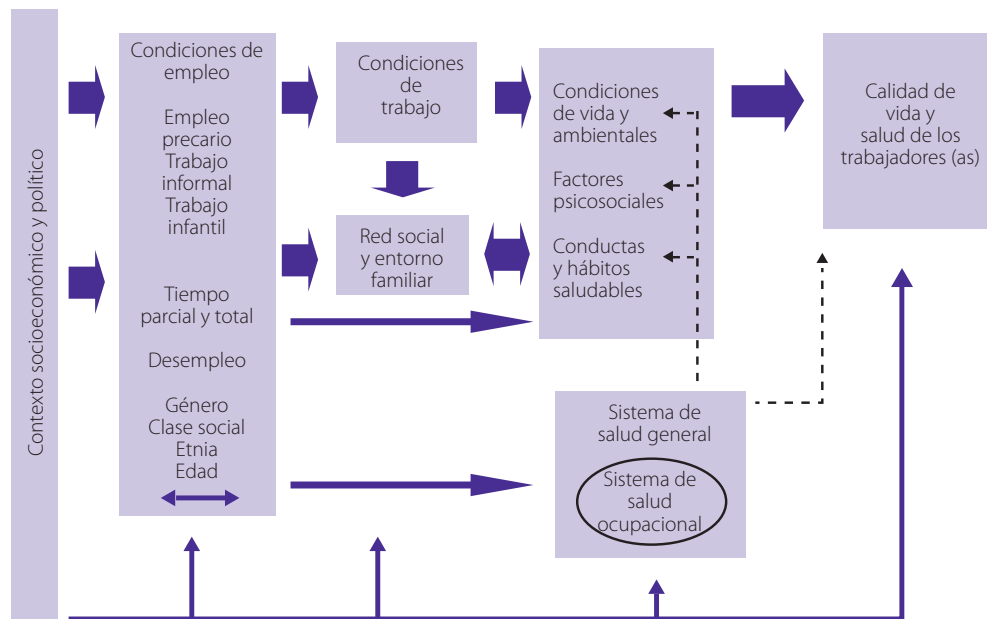 Contexto socioeconómico y político
Condiciones de
empleo
Empleo
precario
Trabajo
informal
Trabajo
infantil
Tiempo
parcial y total
Desempleo
Género
Clase social
Etnia
Edad
Condiciones
de
trabajo
Red social
y entorno
familiar
Condiciones
de vida y
ambientales
Factores
psicosociales
Conductas
y hábitos
saludables
Sistema de
salud general
Sistema de
salud
ocupacional
Calidad de
vida y
salud de los
trabajadores (as)